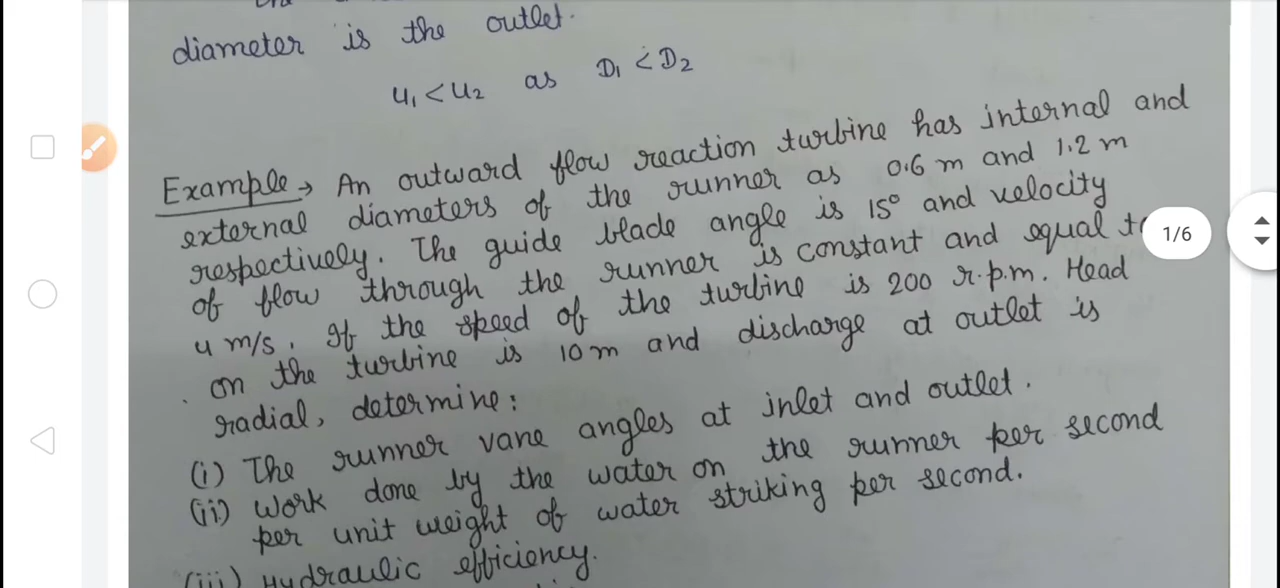 diameter is the outlet.
u₁ < u₂ as D₁ < D₂
Example → An outward flow reaction turbine has internal and
external diameters of the runner as 0.6 m and 1.2 m
respectively. The guide blade angle is 15° and velocity
of flow through the runner is constant and equal t
4 m/s. If the speed of the turbine is 200 r.p.m. Head
on the turbine is 10 m and discharge at outlet is
radial, determine:
(i) The runner vane angles at inlet and outlet.
(ii) Work done by the water on the runner per second
per unit weight of water striking per second.
(iii) Hydraulic efficiency.
1/6